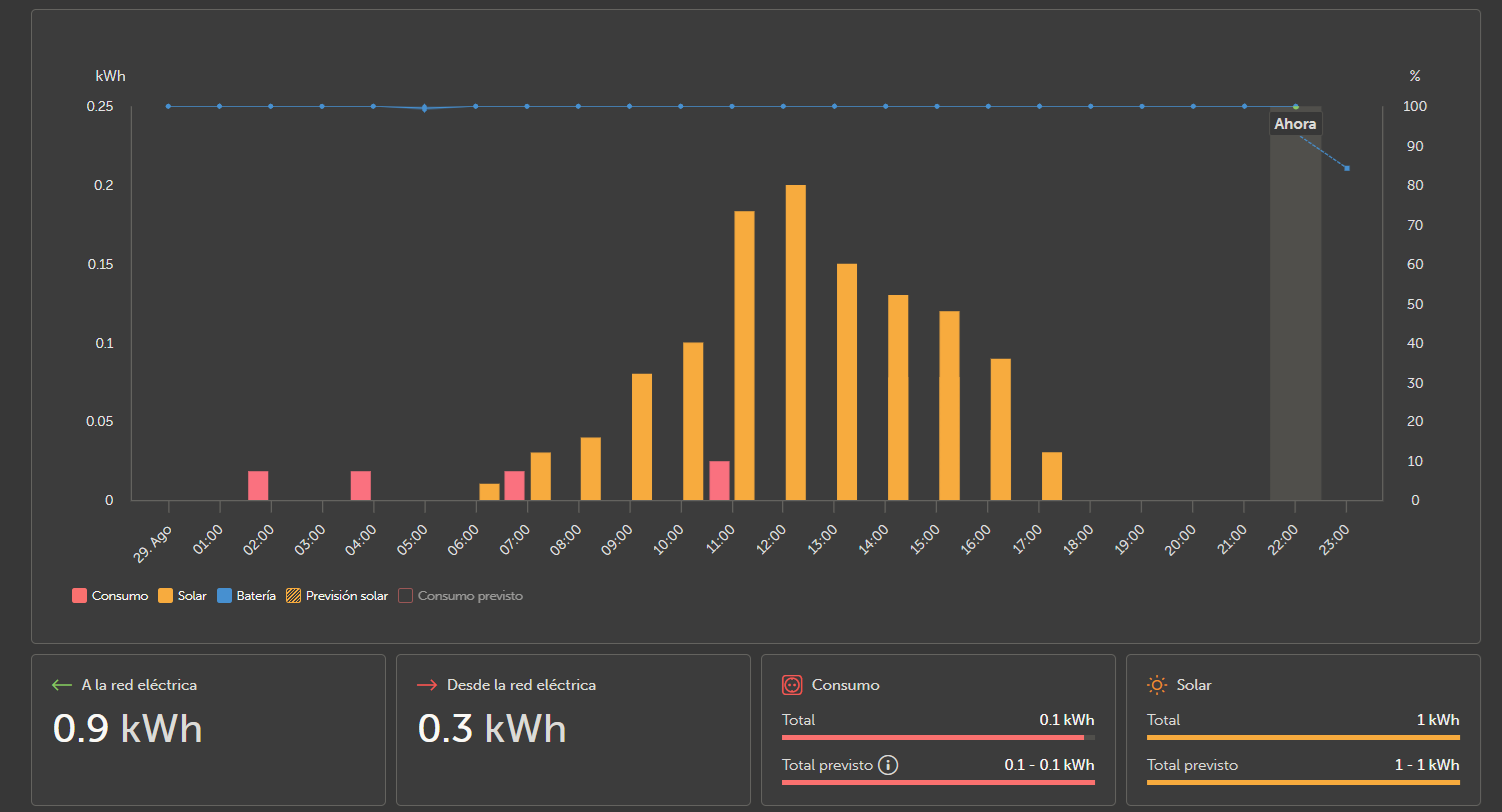 kWh %
0.25 100
Ahora
90
0.2 80
70
0.15 60
50
0.1 40
30
0.05 20
10
0 0
29. Ago 01:00 02:00 03:00 04:00 05:00 06:00 07:00 08:00 09:00 10:00 11:00 12:00 13:00 14:00 15:00 16:00 17:00 18:00 19:00 20:00 21:00 22:00 23:00
Consumo Solar Batería Previsión solar Consumo previsto
A la red eléctrica
0.9 kWh
Desde la red eléctrica
0.3 kWh
Consumo
Total 0.1 kWh
Total previsto 0.1 - 0.1 kWh
Solar
Total 1 kWh
Total previsto 1 - 1 kWh